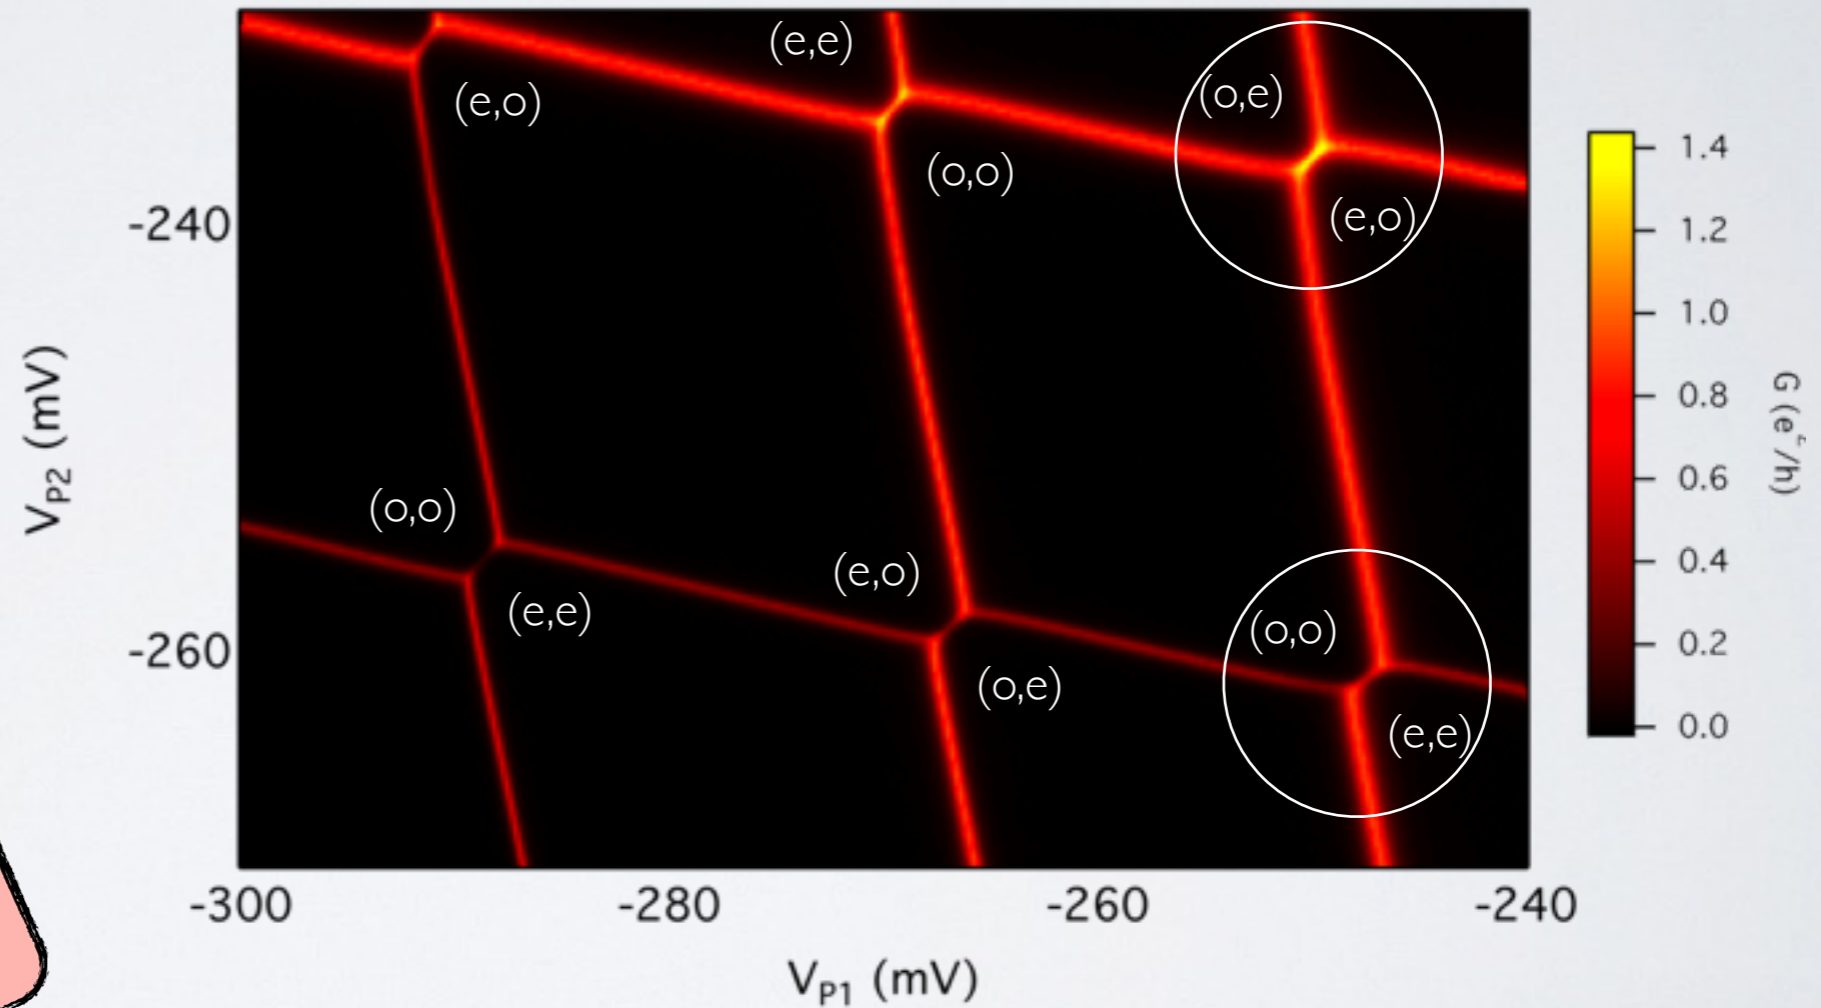 (e,e)
(o,e)
(e,o)
(o,o)
(e,o)
-240
(o,o)
(e,o)
(e,e)
(o,o)
-260
(o,e)
(e,e)
V_P2 (mV)
-300
-280
-260
-240
V_P1 (mV)
1.4
1.2
1.0
0.8
0.6
0.4
0.2
0.0
G (e²/h)